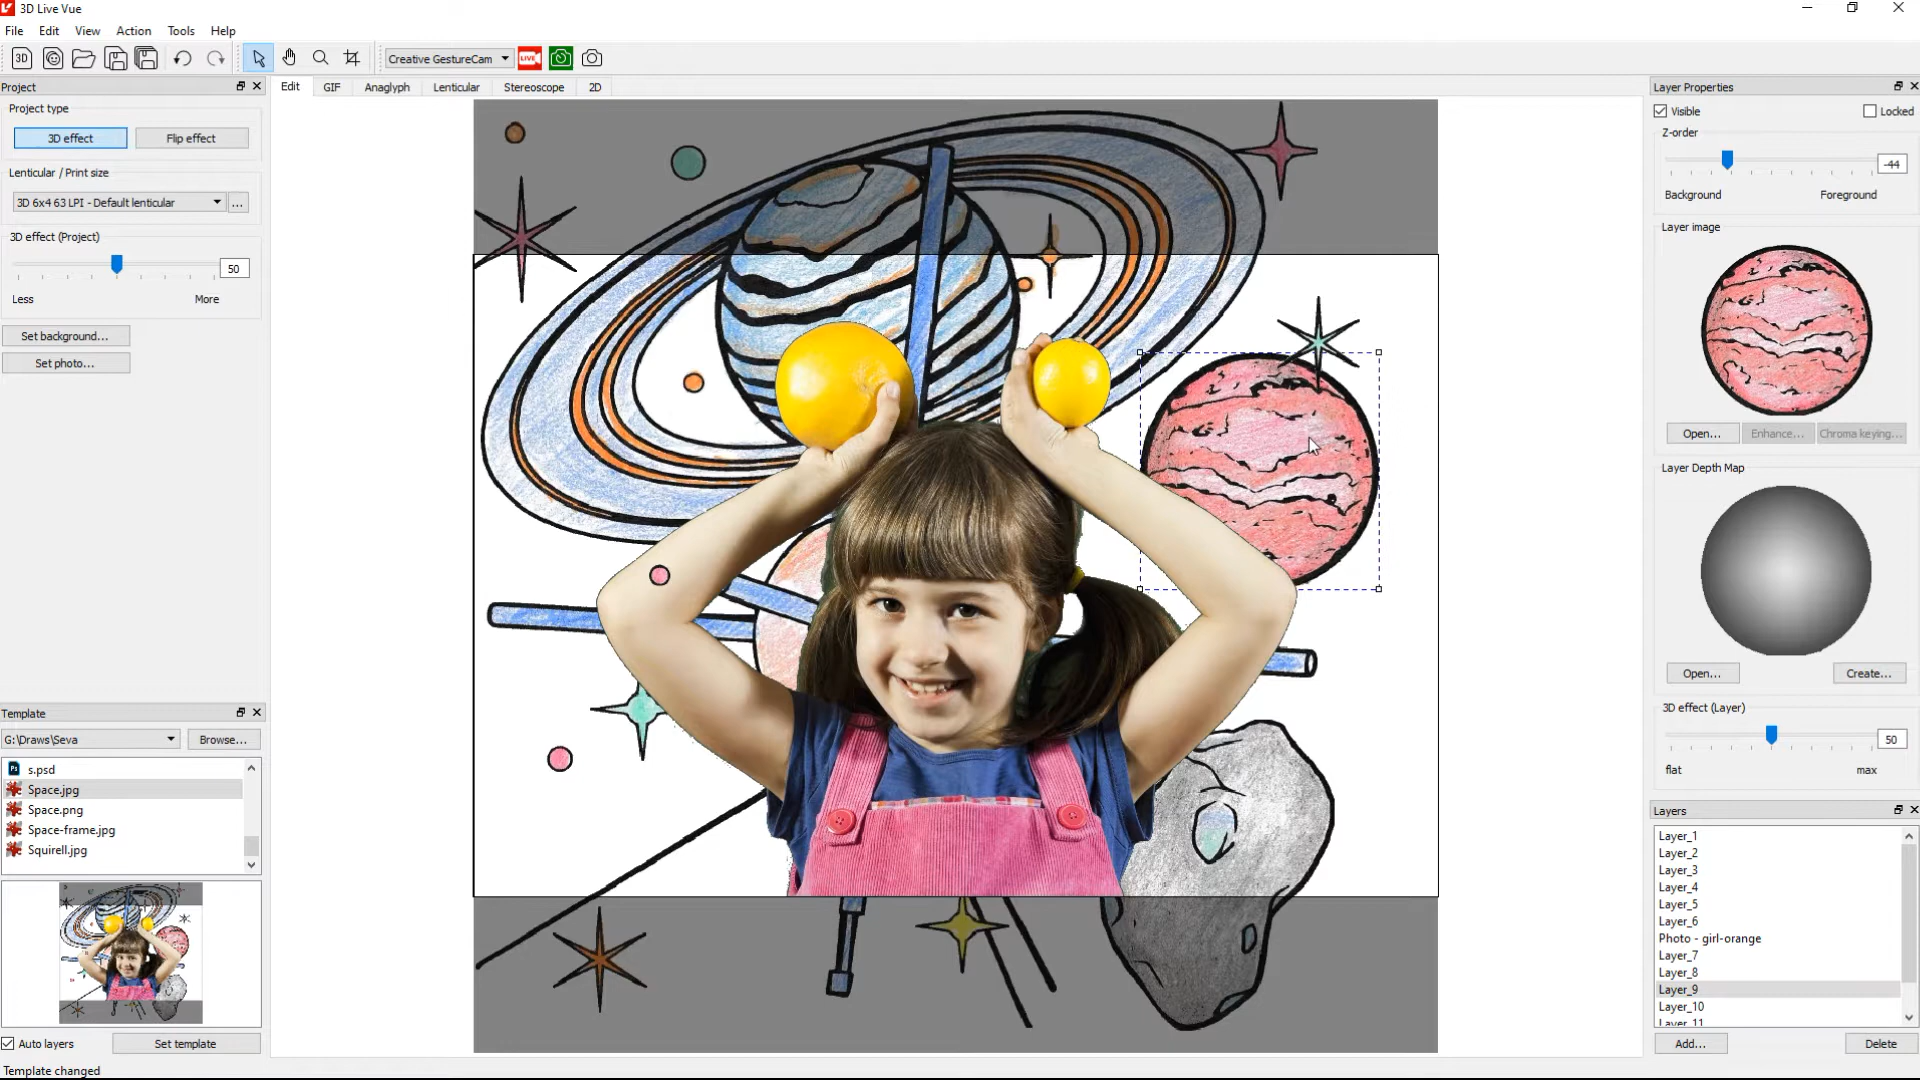 3D Live Vue
File Edit View Action Tools Help
3D
Creative GestureCam
LIVE
Project
Edit GIF Anaglyph Lenticular Stereoscope 2D
Layer Properties
Project type
Visible Locked
3D effect Flip effect
Z-order
-44
Lenticular / Print size
Background Foreground
3D 6x4 63 LPI - Default lenticular ...
Layer image
3D effect (Project)
50
Less More
Set background...
Set photo...
Open... Enhance... Chroma keying...
Layer Depth Map
Open... Create...
3D effect (Layer)
50
flat max
Template
G:\Draws\Seva Browse...
s.psd
Space.jpg
Space.png
Space-frame.jpg
Squirell.jpg
Layers
Layer_1
Layer_2
Layer_3
Layer_4
Layer_5
Layer_6
Photo - girl-orange
Layer_7
Layer_8
Layer_9
Layer_10
Layer_11
Auto layers Set template
Add... Delete
Template changed